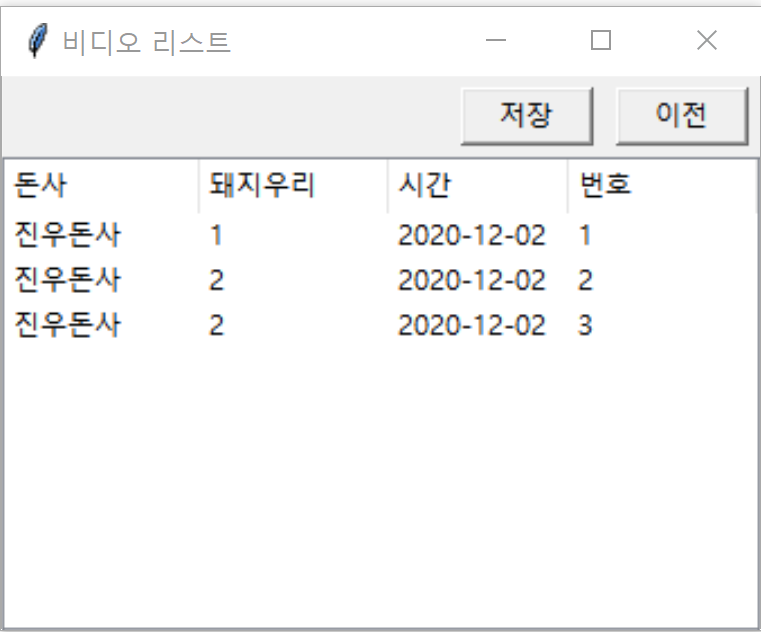 비디오 리스트
저장 이전
돈사 돼지우리 시간 번호
진우돈사 1 2020-12-02 1
진우돈사 2 2020-12-02 2
진우돈사 2 2020-12-02 3